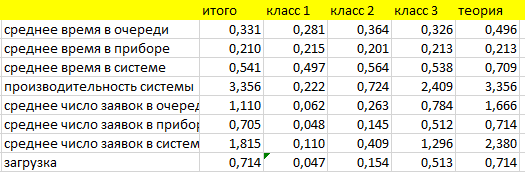 итого класс 1 класс 2 класс 3 теория
среднее время в очереди 0,331 0,281 0,364 0,326 0,496
среднее время в приборе 0,210 0,215 0,201 0,213 0,213
среднее время в системе 0,541 0,497 0,564 0,538 0,709
производительность системы 3,356 0,222 0,724 2,409 3,356
среднее число заявок в очеред 1,110 0,062 0,263 0,784 1,666
среднее число заявок в прибор 0,705 0,048 0,145 0,512 0,714
среднее число заявок в систем 1,815 0,110 0,409 1,296 2,380
загрузка 0,714 0,047 0,154 0,513 0,714